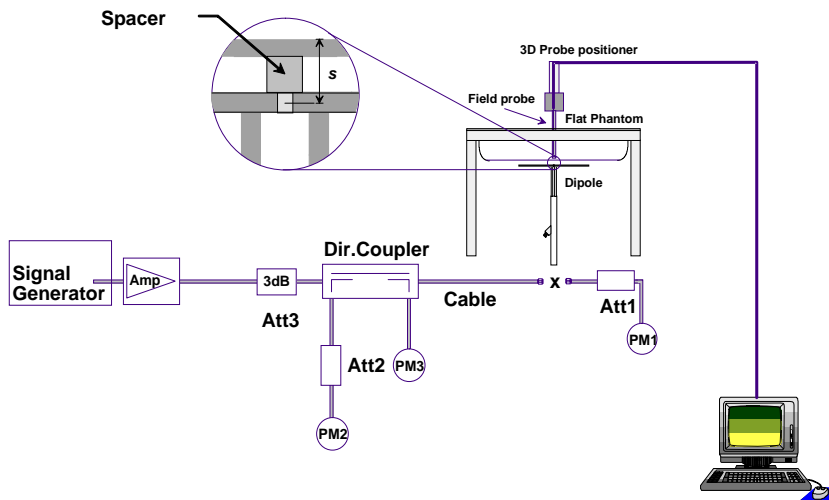 Spacer
s
3D Probe positioner
Field probe
Flat Phantom
Dipole
Dir.Coupler
Signal
Generator
Amp
3dB
Att3
Cable
x
Att1
PM1
Att2
PM3
PM2